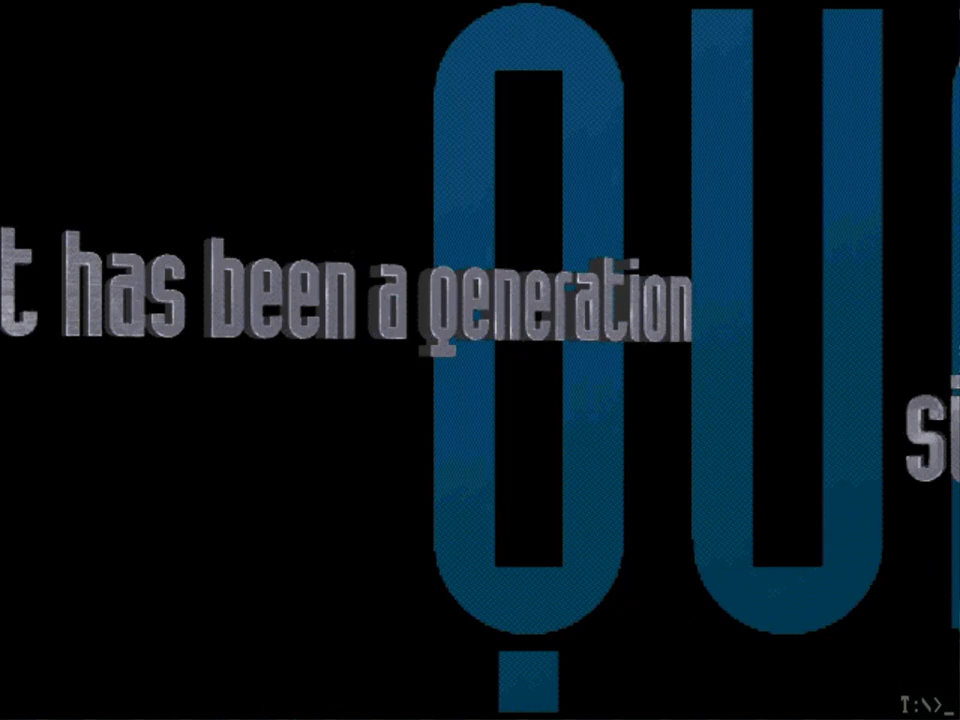 QU
t has been a generation
si
T:\>_